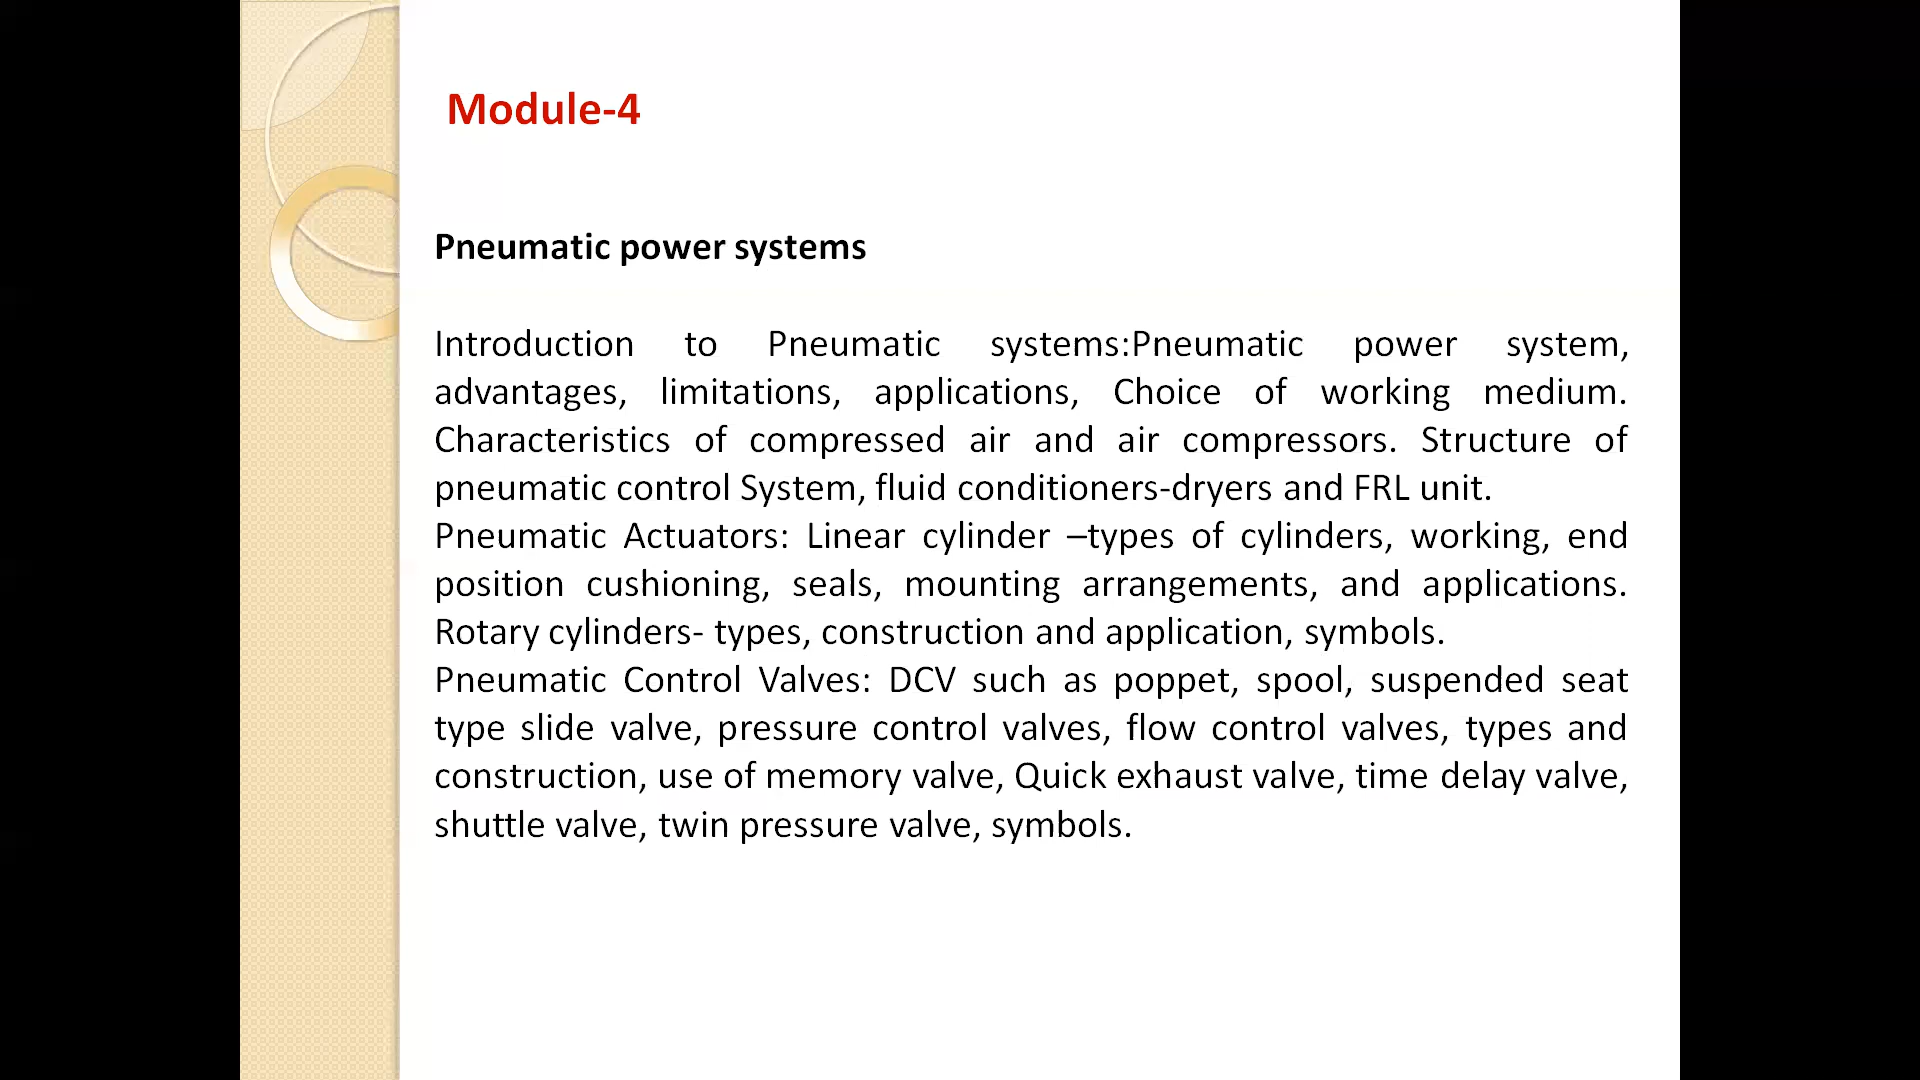 Module-4
Pneumatic power systems
Introduction to Pneumatic systems:Pneumatic power system,
advantages, limitations, applications, Choice of working medium.
Characteristics of compressed air and air compressors. Structure of
pneumatic control System, fluid conditioners-dryers and FRL unit.
Pneumatic Actuators: Linear cylinder –types of cylinders, working, end
position cushioning, seals, mounting arrangements, and applications.
Rotary cylinders- types, construction and application, symbols.
Pneumatic Control Valves: DCV such as poppet, spool, suspended seat
type slide valve, pressure control valves, flow control valves, types and
construction, use of memory valve, Quick exhaust valve, time delay valve,
shuttle valve, twin pressure valve, symbols.